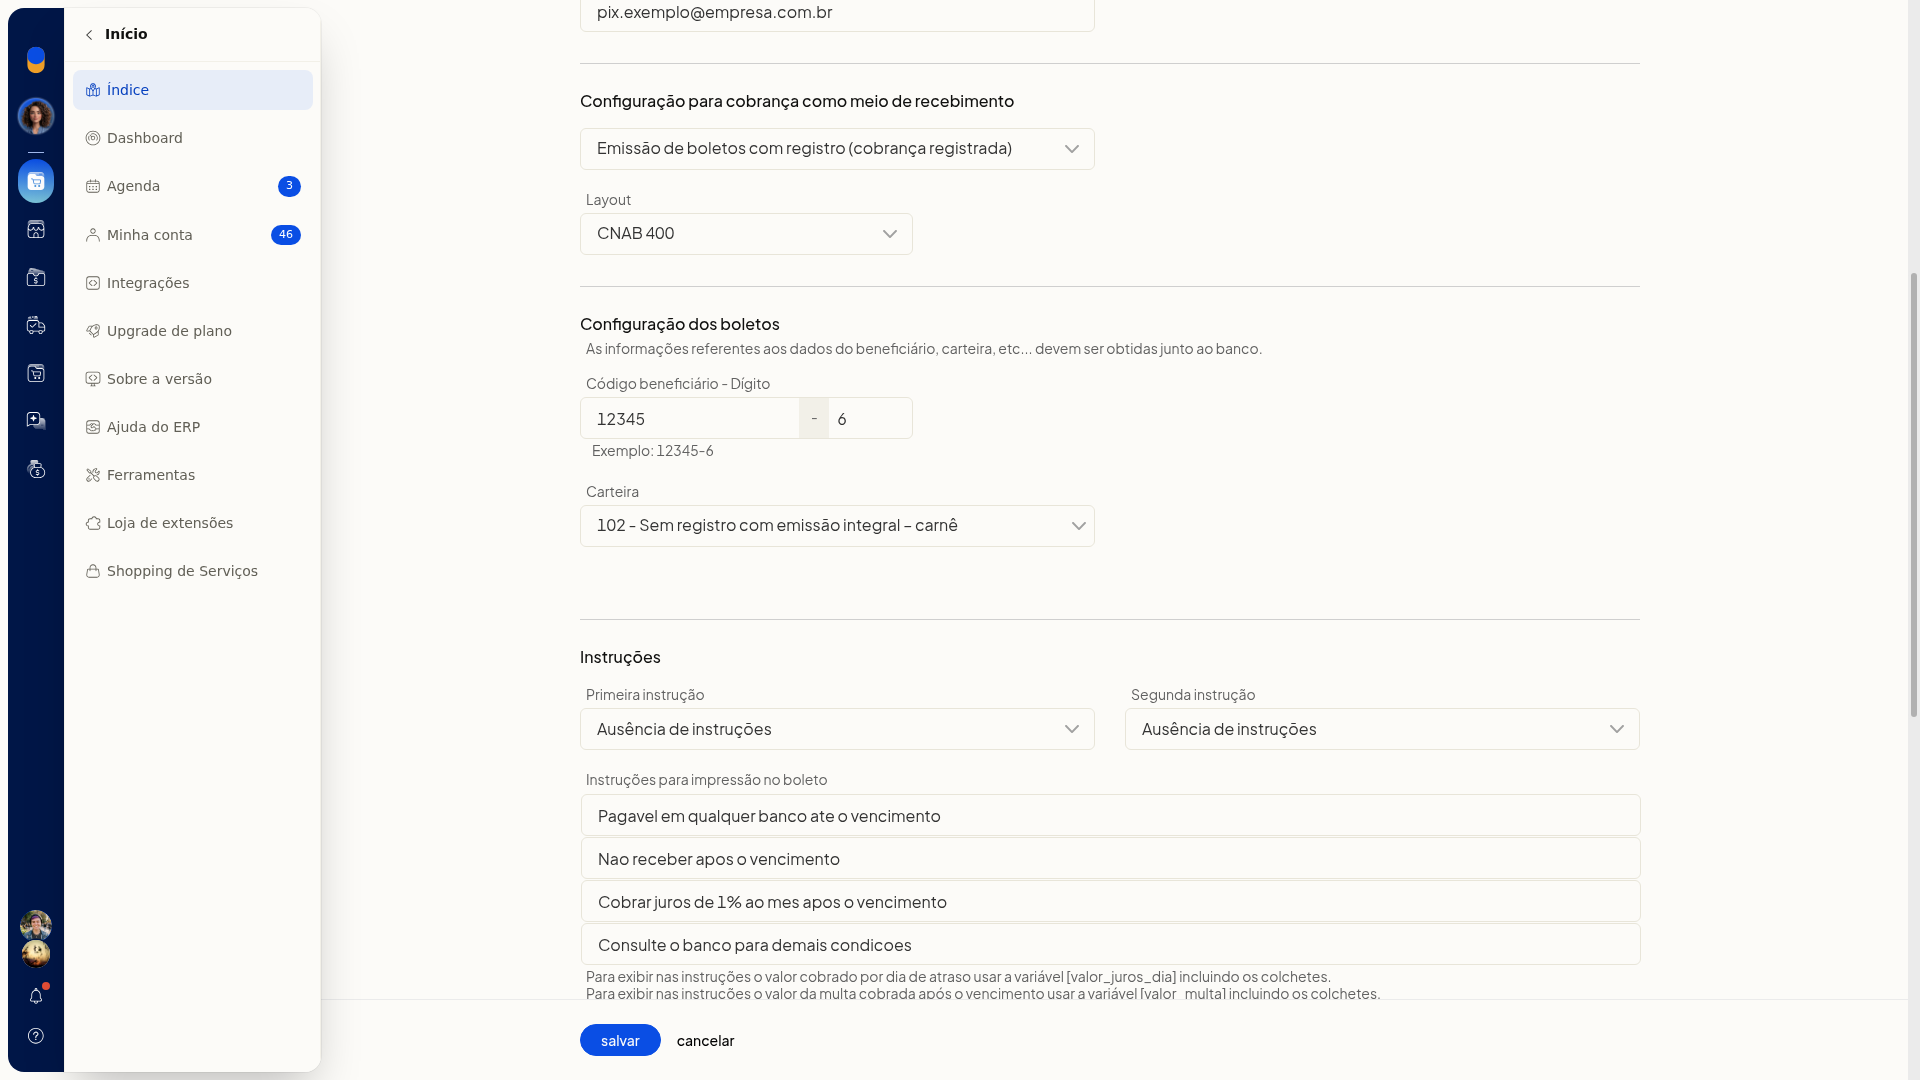 Início
Índice
Dashboard
Agenda
3
Minha conta
46
Integrações
Upgrade de plano
Sobre a versão
Ajuda do ERP
Ferramentas
Loja de extensões
Shopping de Serviços
pix.exemplo@empresa.com.br
Configuração para cobrança como meio de recebimento
Emissão de boletos com registro (cobrança registrada)
Layout
CNAB 400
Configuração dos boletos
As informações referentes aos dados do beneficiário, carteira, etc... devem ser obtidas junto ao banco.
Código beneficiário - Dígito
12345 - 6
Exemplo: 12345-6
Carteira
102 - Sem registro com emissão integral – carnê
Instruções
Primeira instrução
Ausência de instruções
Segunda instrução
Ausência de instruções
Instruções para impressão no boleto
Pagavel em qualquer banco ate o vencimento
Nao receber apos o vencimento
Cobrar juros de 1% ao mes apos o vencimento
Consulte o banco para demais condicoes
Para exibir nas instruções o valor cobrado por dia de atraso usar a variável [valor_juros_dia] incluindo os colchetes.
Para exibir nas instruções o valor da multa cobrada após o vencimento usar a variável [valor_multa] incluindo os colchetes.
salvar
cancelar